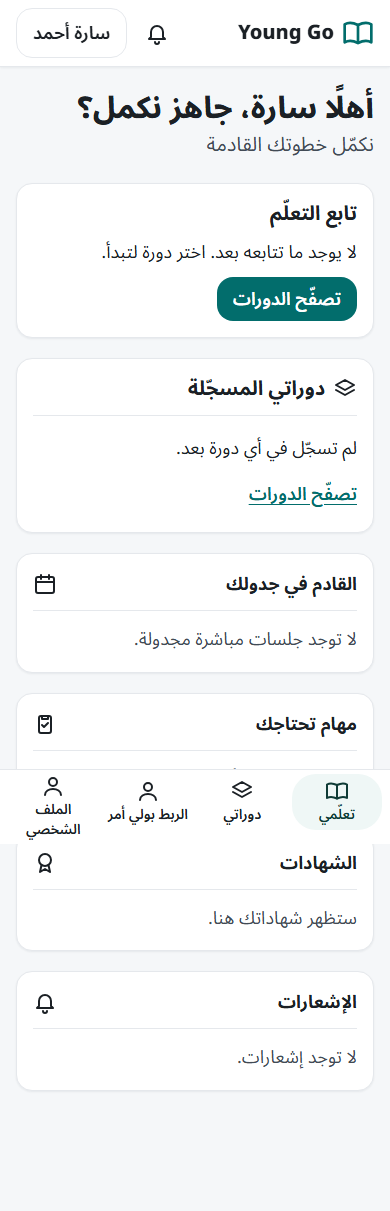 Young Go
سارة أحمد
أهلًا سارة، جاهز نكمل؟
نكمّل خطوتك القادمة
تابع التعلّم
لا يوجد ما تتابعه بعد. اختر دورة لتبدأ.
تصفّح الدورات
دوراتي المسجّلة
لم تسجّل في أي دورة بعد.
تصفّح الدورات
القادم في جدولك
لا توجد جلسات مباشرة مجدولة.
مهام تحتاجك
تعلّمي
دوراتي
الربط بولي أمر
الملف
الشخصي
الشهادات
ستظهر شهاداتك هنا.
الإشعارات
لا توجد إشعارات.